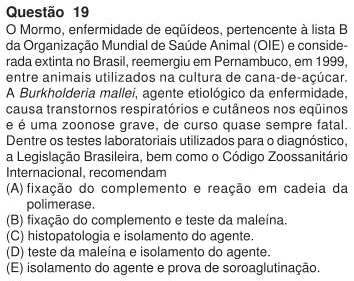 Questão 19
O Mormo, enfermidade de eqüídeos, pertencente à lista B
da Organização Mundial de Saúde Animal (OIE) e conside-
rada extinta no Brasil, reemergiu em Pernambuco, em 1999,
entre animais utilizados na cultura de cana-de-açúcar.
A Burkholderia mallei, agente etiológico da enfermidade,
causa transtornos respiratórios e cutâneos nos eqüinos
e é uma zoonose grave, de curso quase sempre fatal.
Dentre os testes laboratoriais utilizados para o diagnóstico,
a Legislação Brasileira, bem como o Código Zoossanitário
Internacional, recomendam
(A) fixação do complemento e reação em cadeia da
polimerase.
(B) fixação do complemento e teste da maleína.
(C) histopatologia e isolamento do agente.
(D) teste da maleína e isolamento do agente.
(E) isolamento do agente e prova de soroaglutinação.